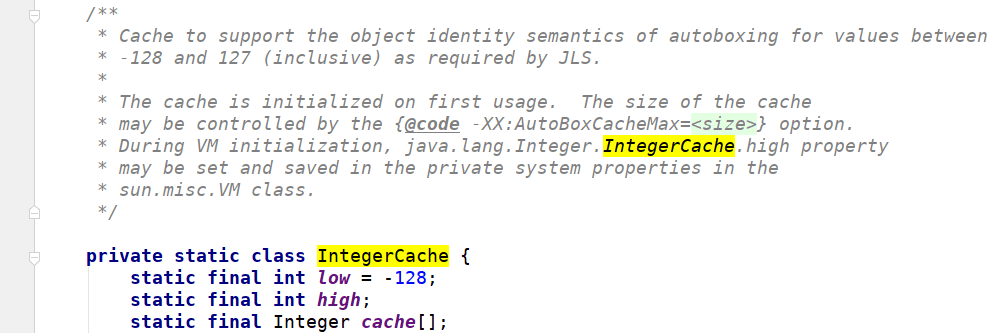 /**
* Cache to support the object identity semantics of autoboxing for values between
* -128 and 127 (inclusive) as required by JLS.
*
* The cache is initialized on first usage.  The size of the cache
* may be controlled by the {@code -XX:AutoBoxCacheMax=<size>} option.
* During VM initialization, java.lang.Integer.IntegerCache.high property
* may be set and saved in the private system properties in the
* sun.misc.VM class.
*/
private static class IntegerCache {
static final int low = -128;
static final int high;
static final Integer cache[];